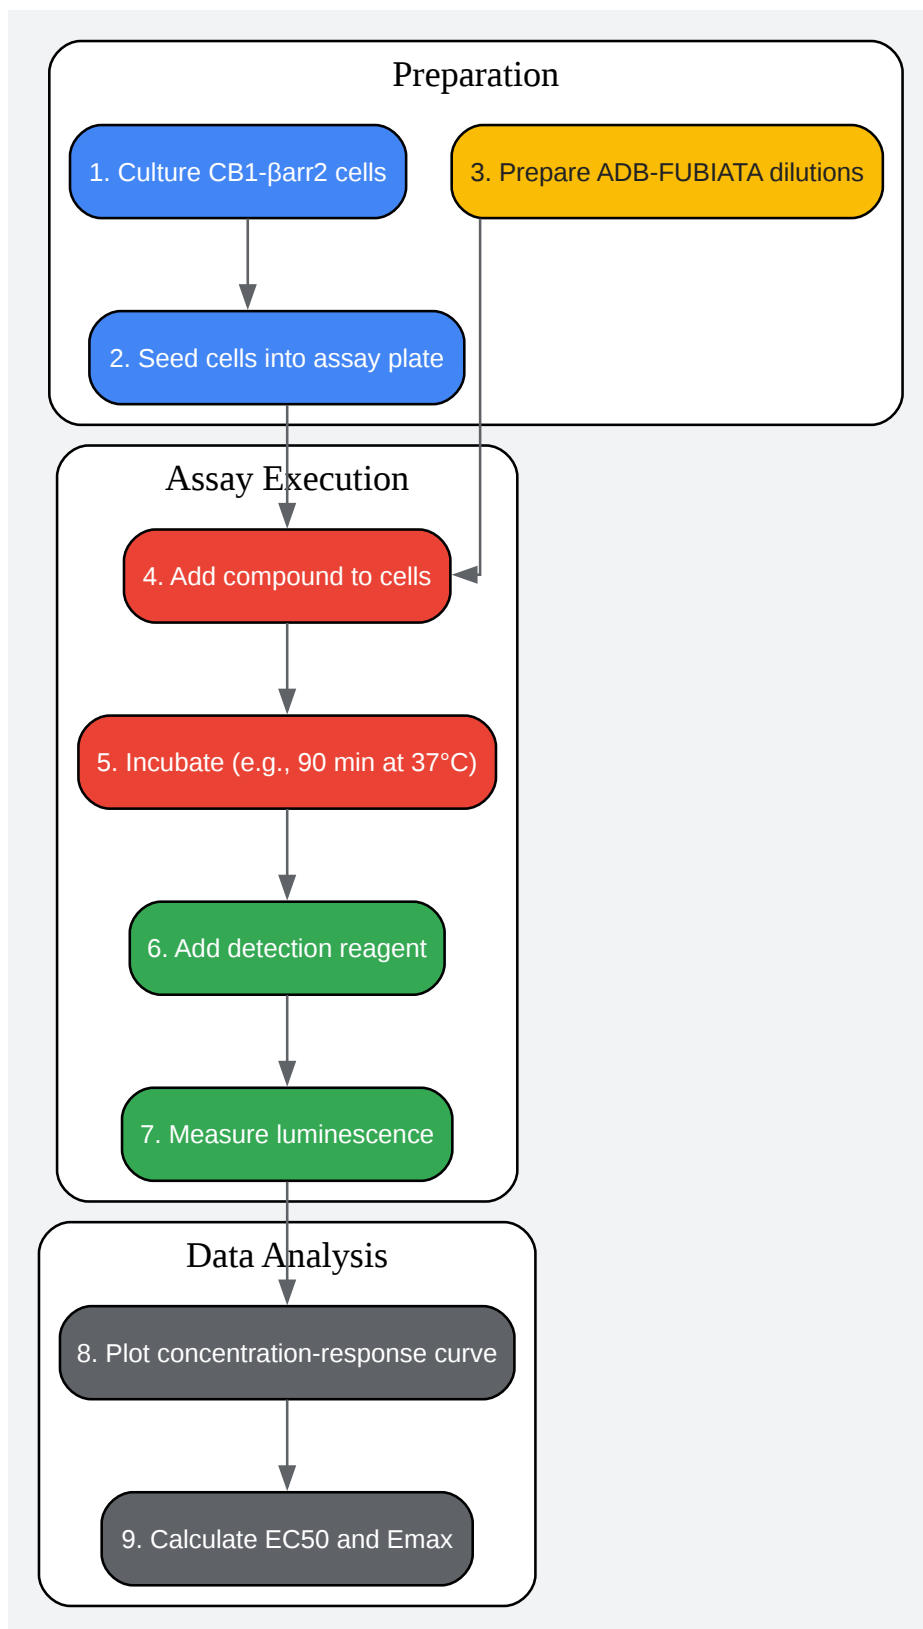 Preparation
1. Culture CB1-βarr2 cells
3. Prepare ADB-FUBIATA dilutions
2. Seed cells into assay plate
Assay Execution
4. Add compound to cells
5. Incubate (e.g., 90 min at 37°C)
6. Add detection reagent
7. Measure luminescence
Data Analysis
8. Plot concentration-response curve
9. Calculate EC50 and Emax